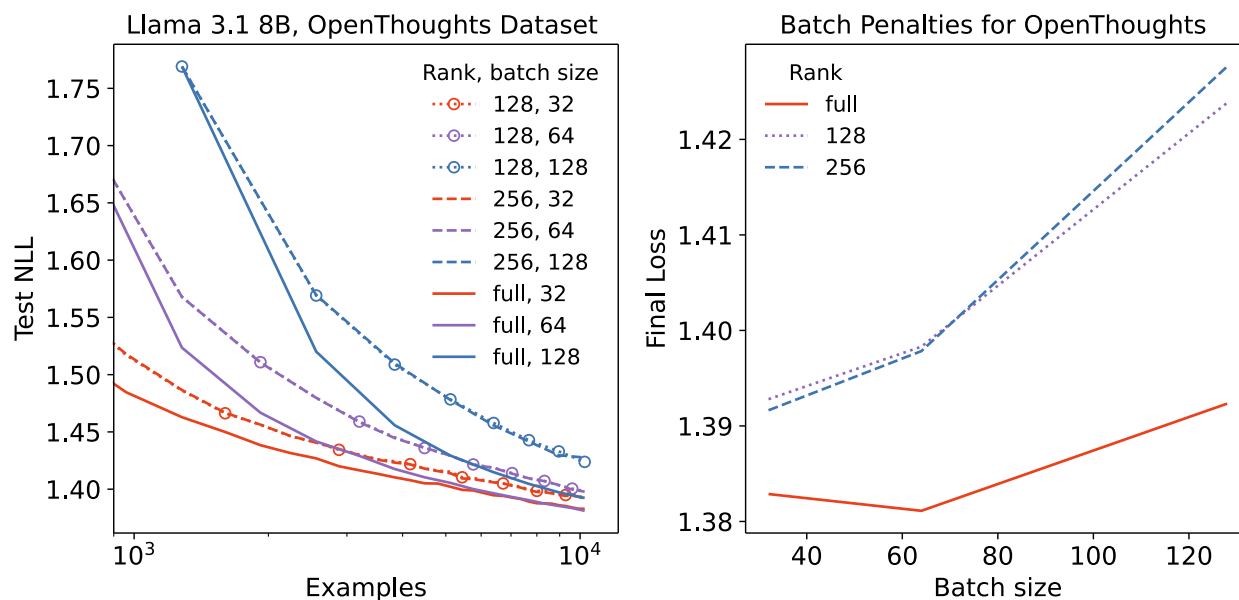 Llama 3.1 8B, OpenThoughts Dataset
Test NLL
1.75
1.70
1.65
1.60
1.55
1.50
1.45
1.40
Rank, batch size
128, 32
128, 64
128, 128
256, 32
256, 64
256, 128
full, 32
full, 64
full, 128
10³
10⁴
Examples
Batch Penalties for OpenThoughts
Final Loss
1.42
1.41
1.40
1.39
1.38
Rank
full
128
256
40
60
80
100
120
Batch size